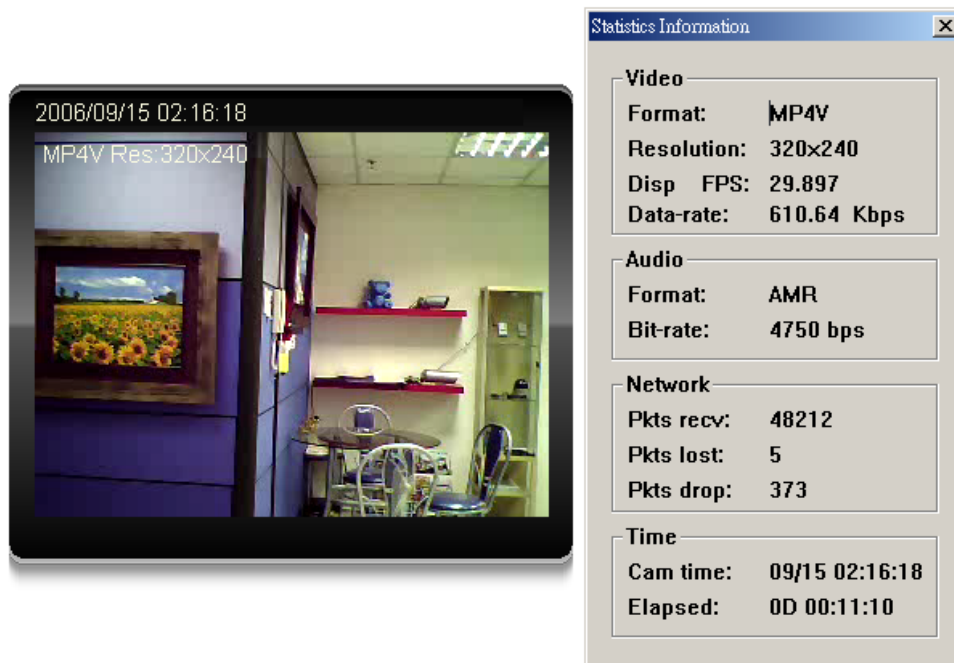 2006/09/15 02:16:18
MP4V Res:320x240
Statistics Information
Video
Format: MP4V
Resolution: 320x240
Disp FPS: 29.897
Data-rate: 610.64 Kbps
Audio
Format: AMR
Bit-rate: 4750 bps
Network
Pkts recv: 48212
Pkts lost: 5
Pkts drop: 373
Time
Cam time: 09/15 02:16:18
Elapsed: 0D 00:11:10